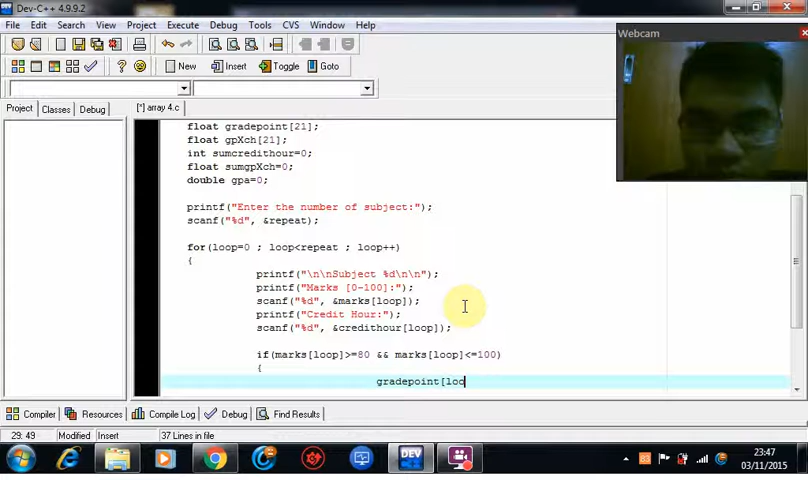 Dev-C++ 4.9.9.2
File Edit Search View Project Execute Debug Tools CVS Window Help
New Insert Toggle Goto
Project Classes Debug
[*] array 4.c
float gradepoint[21];
float gpXch[21];
int sumcredithour=0;
float sumgpXch=0;
double gpa=0;
printf("Enter the number of subject:");
scanf("%d", &repeat);
for(loop=0 ; loop<repeat ; loop++)
{
printf("\n\nSubject %d\n\n");
printf("Marks [0-100]:");
scanf("%d", &marks[loop]);
printf("Credit Hour:");
scanf("%d", &credithour[loop]);
if(marks[loop]>=80 && marks[loop]<=100)
{
gradepoint[loo
Webcam
Compiler Resources Compile Log Debug Find Results
29: 49 Modified Insert 37 Lines in file
DEV
23:47
03/11/2015